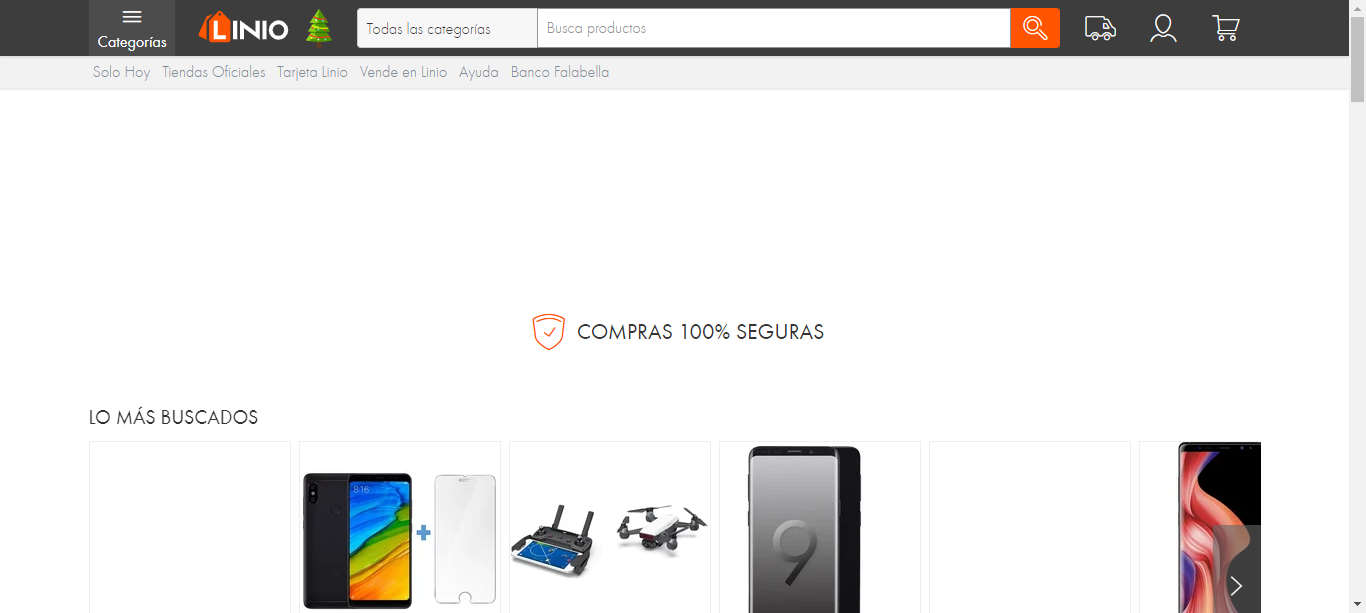 Categorías
LINIO
Todas las categorías
Busca productos
Solo Hoy Tiendas Oficiales Tarjeta Linio Vende en Linio Ayuda Banco Falabella
COMPRAS 100% SEGURAS
LO MÁS BUSCADOS
8:16
9